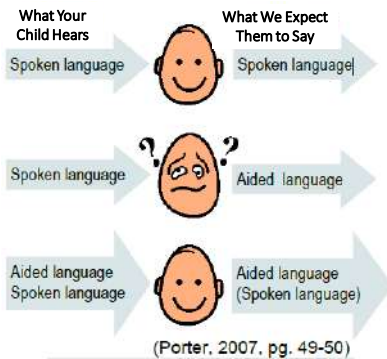 What Your
Child Hears
What We Expect
Them to Say
Spoken language
Spoken language
? ?
Spoken language
Aided language
Aided language
Spoken language
Aided language
(Spoken language)
(Porter, 2007, pg. 49-50)